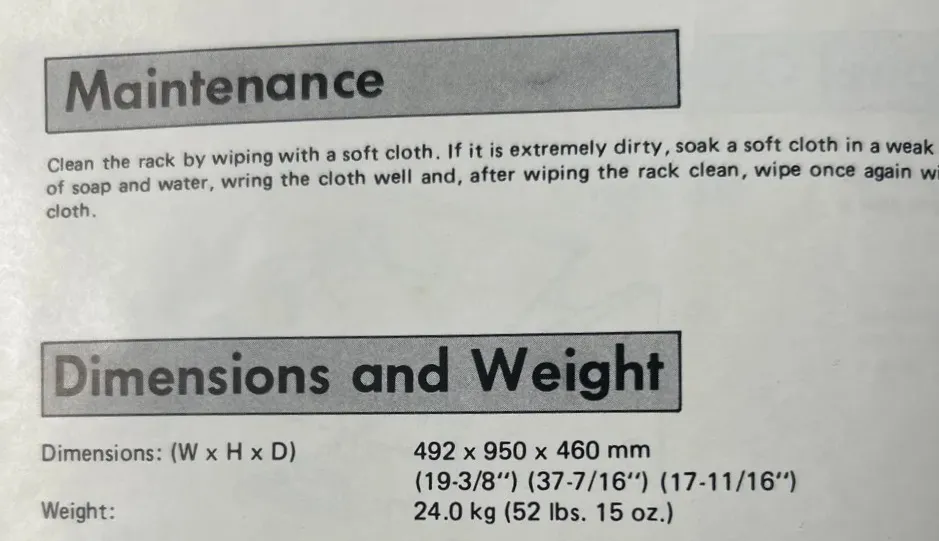 Maintenance
Clean the rack by wiping with a soft cloth. If it is extremely dirty, soak a soft cloth in a weak
of soap and water, wring the cloth well and, after wiping the rack clean, wipe once again
cloth.
Dimensions and Weight
Dimensions: (W x H x D) 492 x 950 x 460 mm
(19-3/8") (37-7/16") (17-11/16")
Weight: 24.0 kg (52 lbs. 15 oz.)